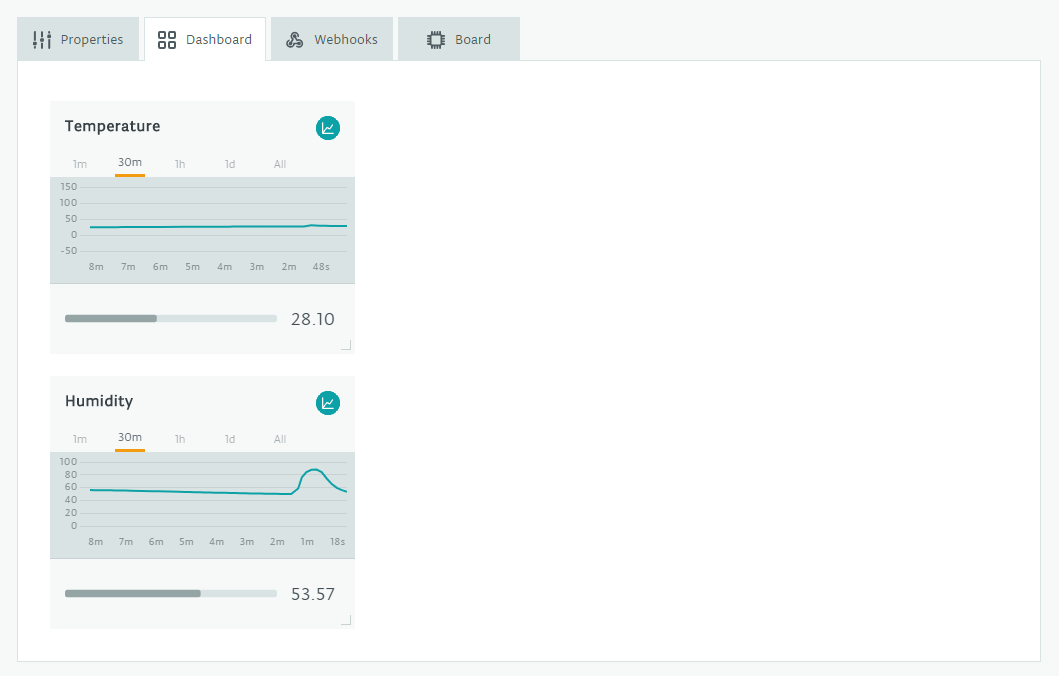 Properties Dashboard Webhooks Board
Temperature
1m 30m 1h 1d All
150
100
50
0
-50
8m 7m 6m 5m 4m 3m 2m 48s
28.10
Humidity
1m 30m 1h 1d All
100
80
60
40
20
0
8m 7m 6m 5m 4m 3m 2m 1m 18s
53.57